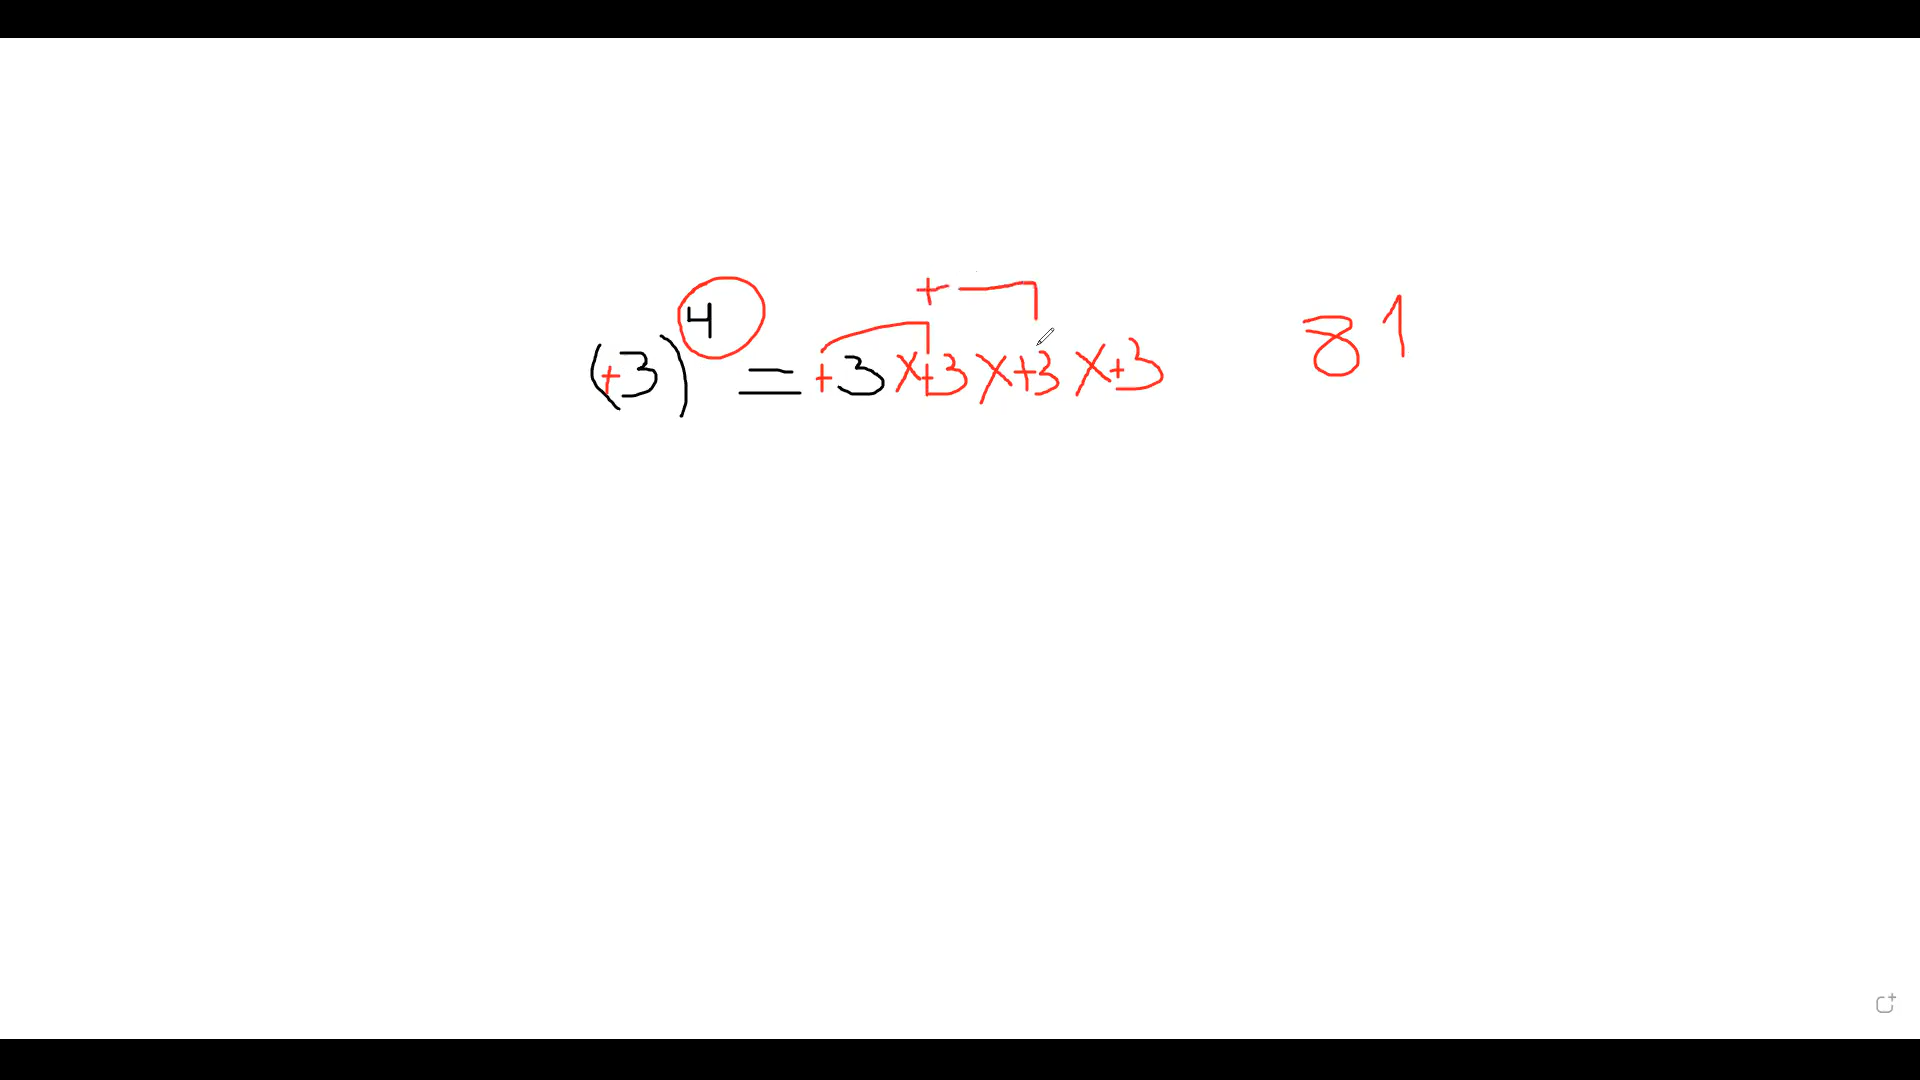 +
(+3)⁴ = +3 x +3 x +3 x +3 81